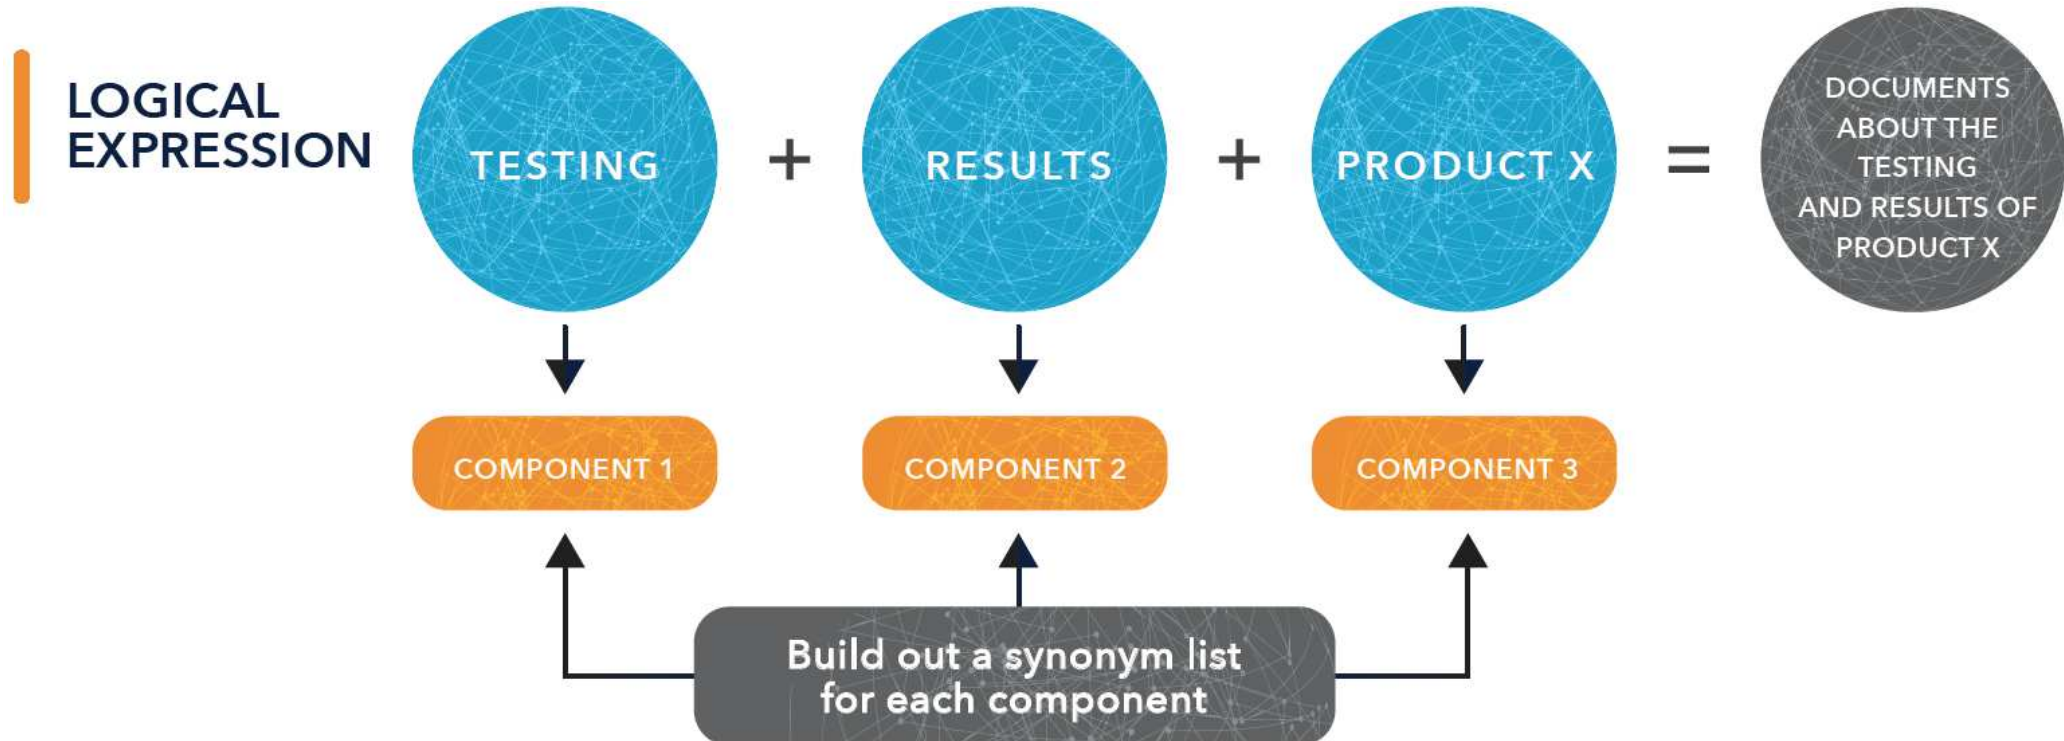 LOGICAL
EXPRESSION
TESTING
+
RESULTS
+
PRODUCT X
=
DOCUMENTS
ABOUT THE
TESTING
AND RESULTS OF
PRODUCT X
COMPONENT 1
COMPONENT 2
COMPONENT 3
Build out a synonym list
for each component